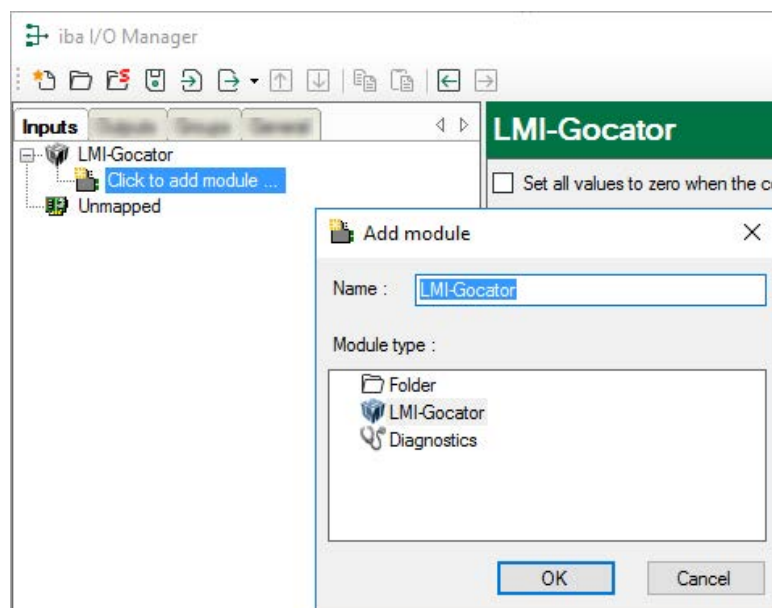 iba I/O Manager
Inputs
LMI-Gocator
LMI-Gocator
Click to add module ...
Set all values to zero when the c
Unmapped
Add module
Name :
LMI-Gocator
Module type :
Folder
LMI-Gocator
Diagnostics
OK
Cancel